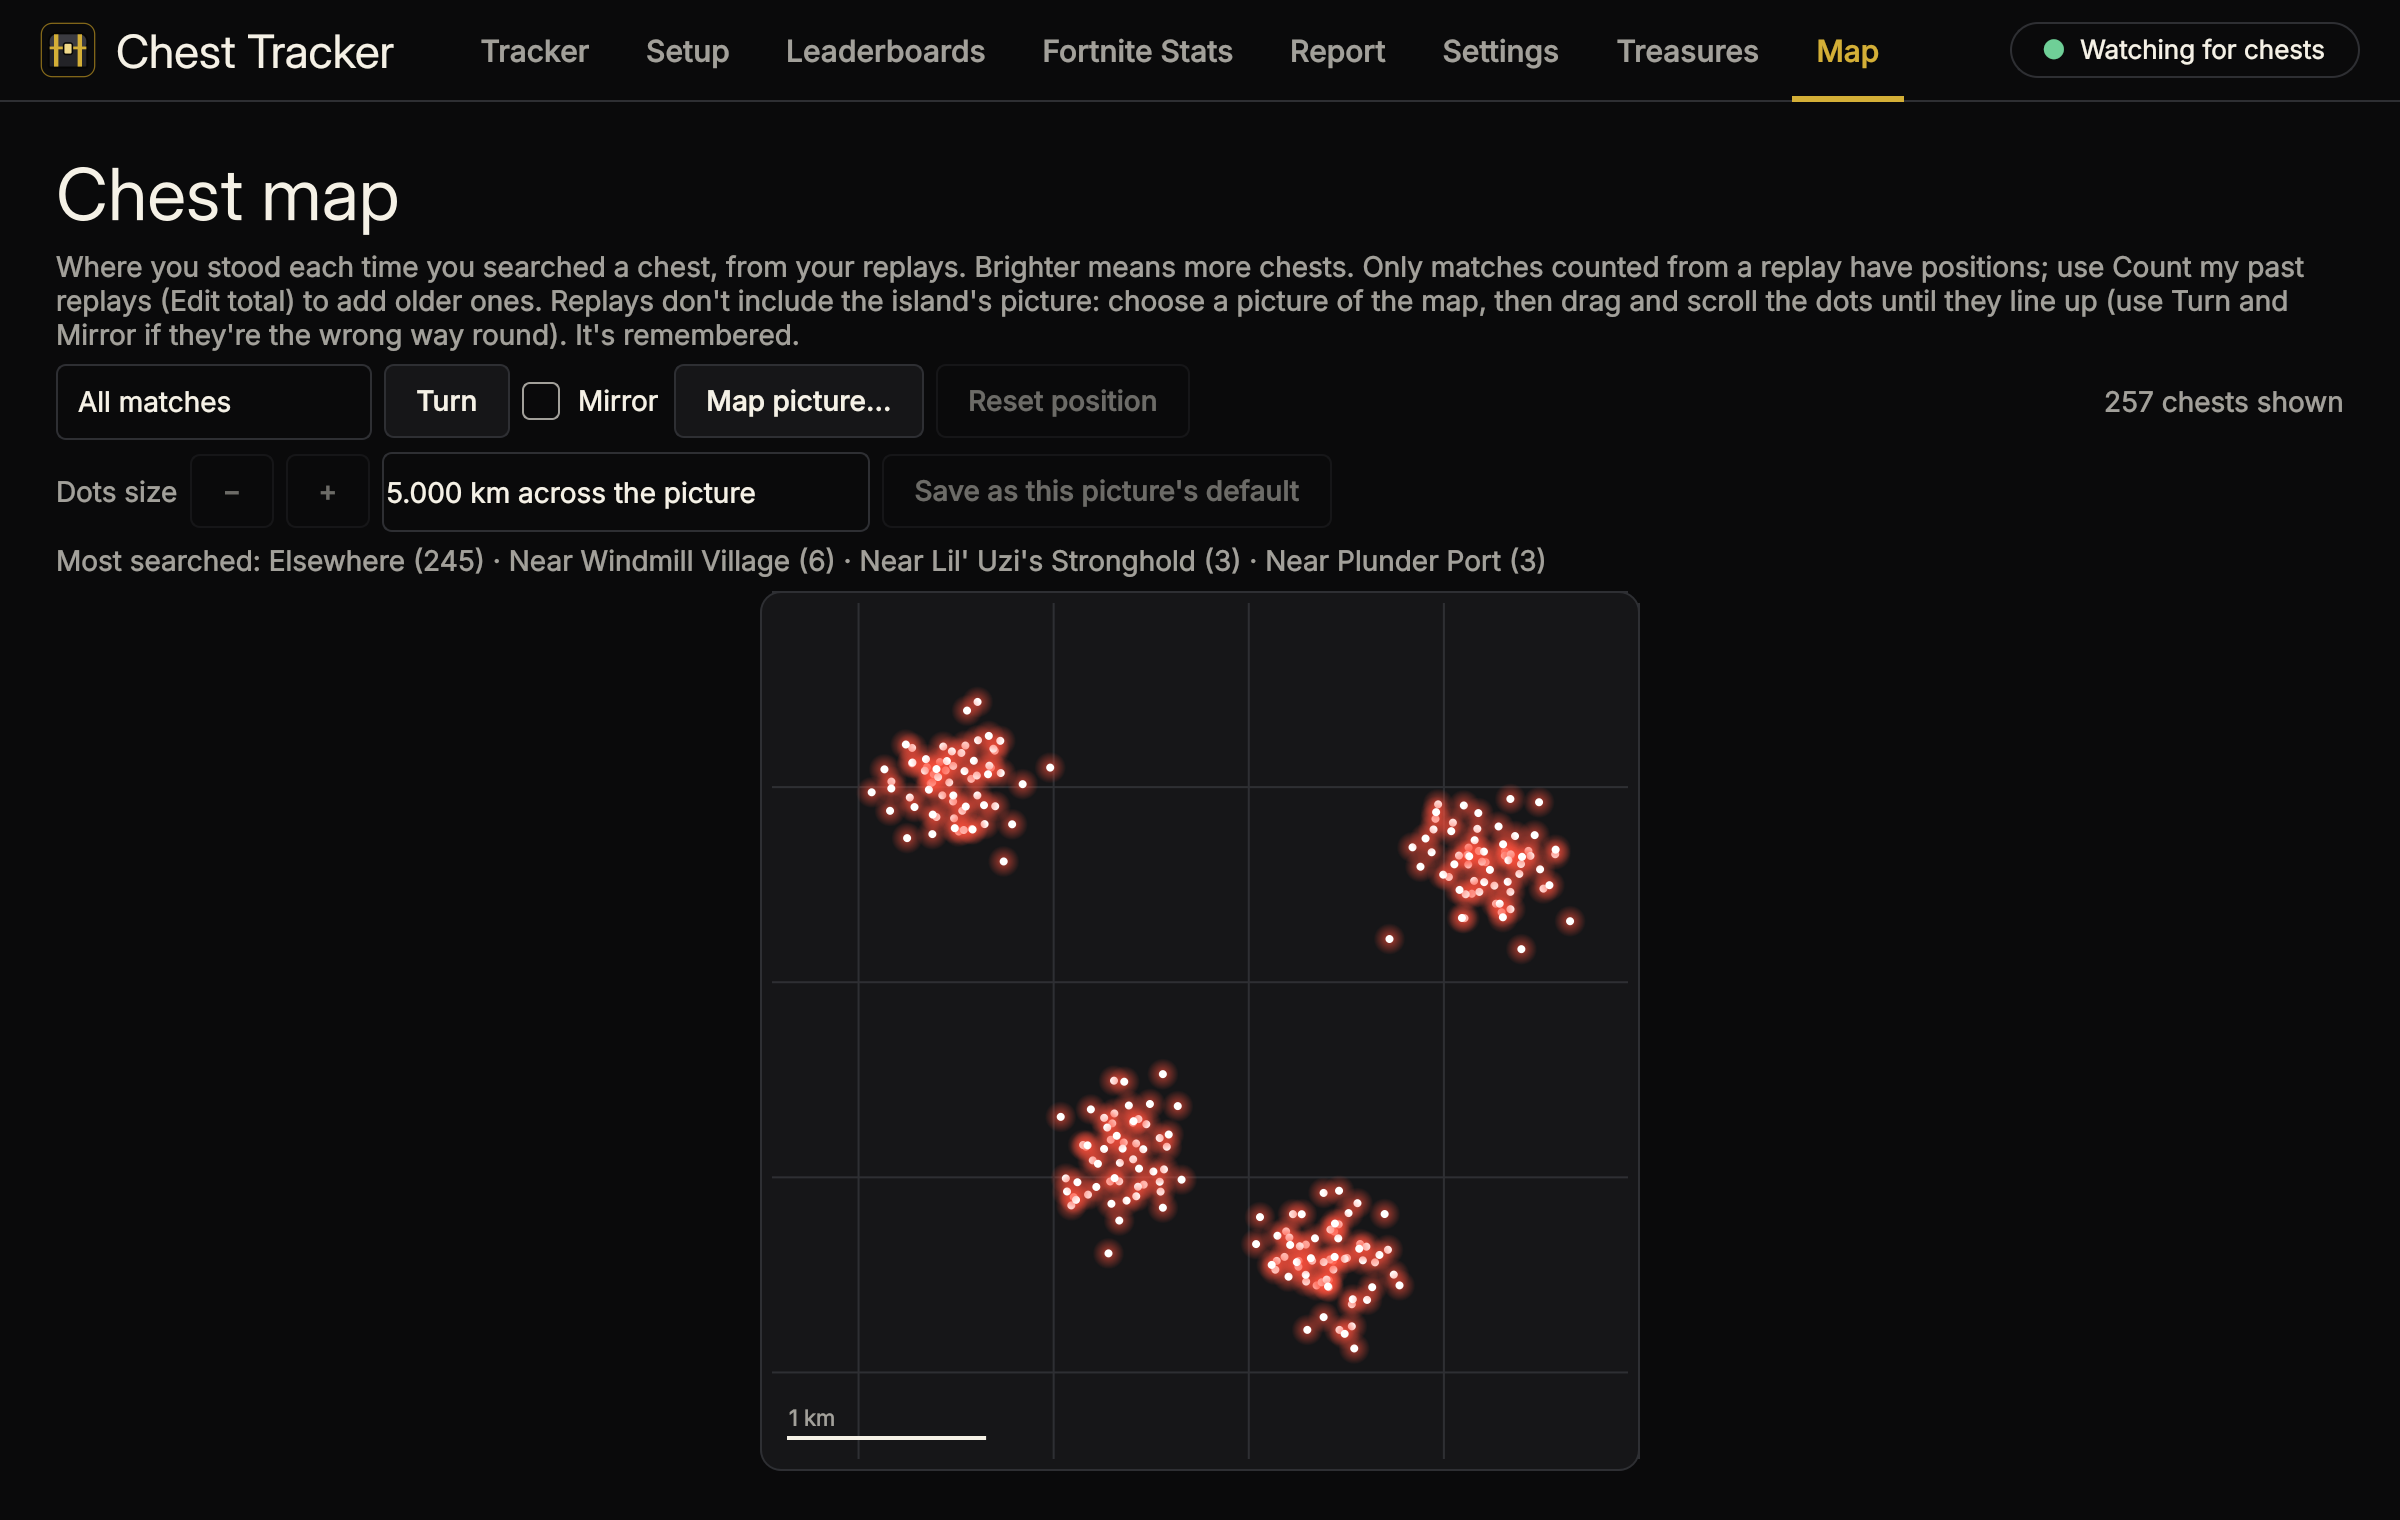 Chest Tracker
Tracker
Setup
Leaderboards
Fortnite Stats
Report
Settings
Treasures
Map
Watching for chests
Chest map
Where you stood each time you searched a chest, from your replays. Brighter means more chests. Only matches counted from a replay have positions; use Count my past
replays (Edit total) to add older ones. Replays don't include the island's picture: choose a picture of the map, then drag and scroll the dots until they line up (use Turn and
Mirror if they're the wrong way round). It's remembered.
All matches
Turn
Mirror
Map picture...
Reset position
257 chests shown
Dots size
−
+
5.000 km across the picture
Save as this picture's default
Most searched: Elsewhere (245) · Near Windmill Village (6) · Near Lil' Uzi's Stronghold (3) · Near Plunder Port (3)
1 km